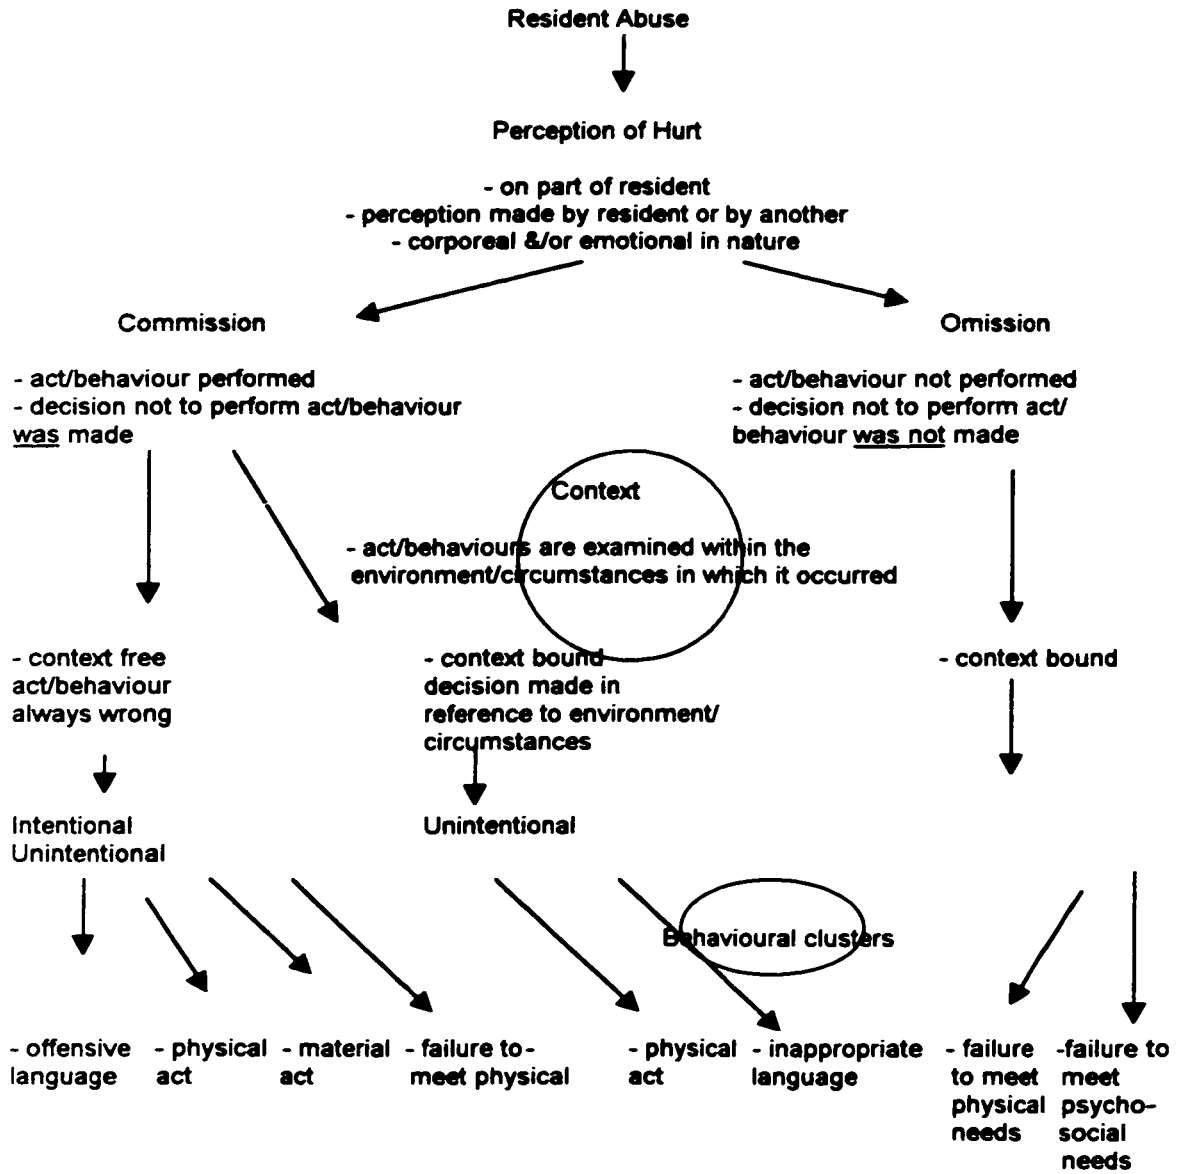 Resident Abuse
Perception of Hurt
- on part of resident
- perception made by resident or by another
- corporeal &/or emotional in nature
Commission
- act/behaviour performed
- decision not to perform act/behaviour
was made
Omission
- act/behaviour not performed
- decision not to perform act/
behaviour was not made
Context
- act/behaviours are examined within the
environment/circumstances in which it occurred
- context free
act/behaviour
always wrong
- context bound
decision made in
reference to environment/
circumstances
- context bound
Intentional
Unintentional
Unintentional
Behavioural clusters
- offensive
language
- physical
act
- material
act
- failure to-
meet physical
- physical
act
- inappropriate
language
- failure
to meet
physical
needs
-failure to
meet
psycho-
social
needs